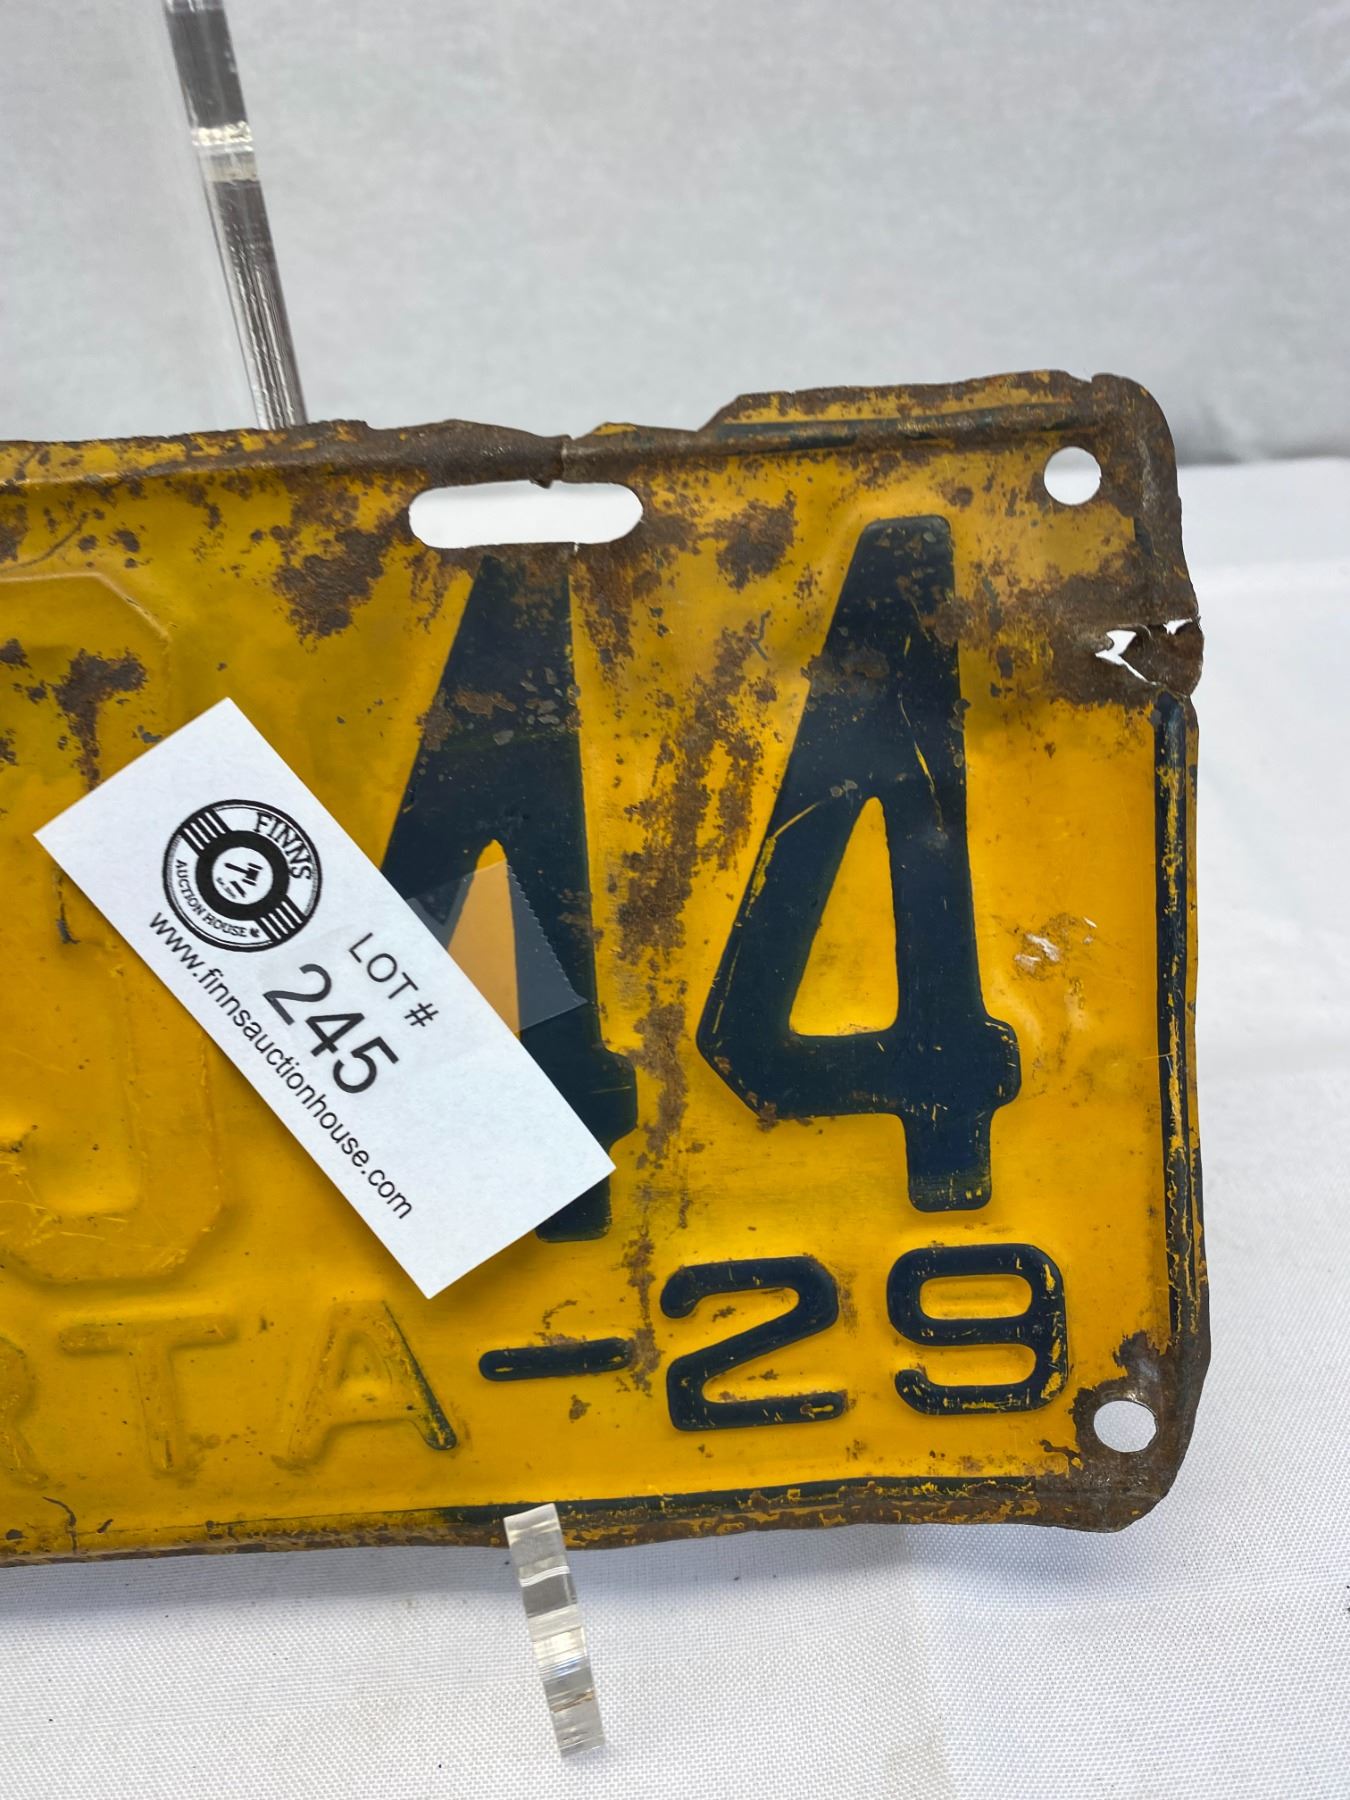 44
RTA -29
FINNS
AUCTION HOUSE
LOT #
245
www.finnsauctionhouse.com